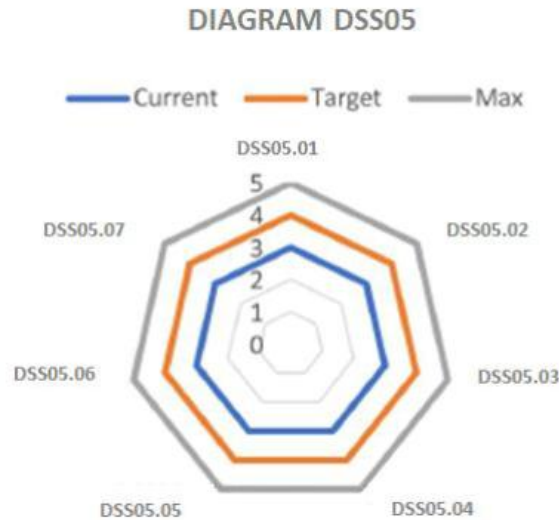 DIAGRAM DSS05
Current Target Max
DSS05.01
5
4
3
2
1
0
DSS05.02
DSS05.03
DSS05.04
DSS05.05
DSS05.06
DSS05.07